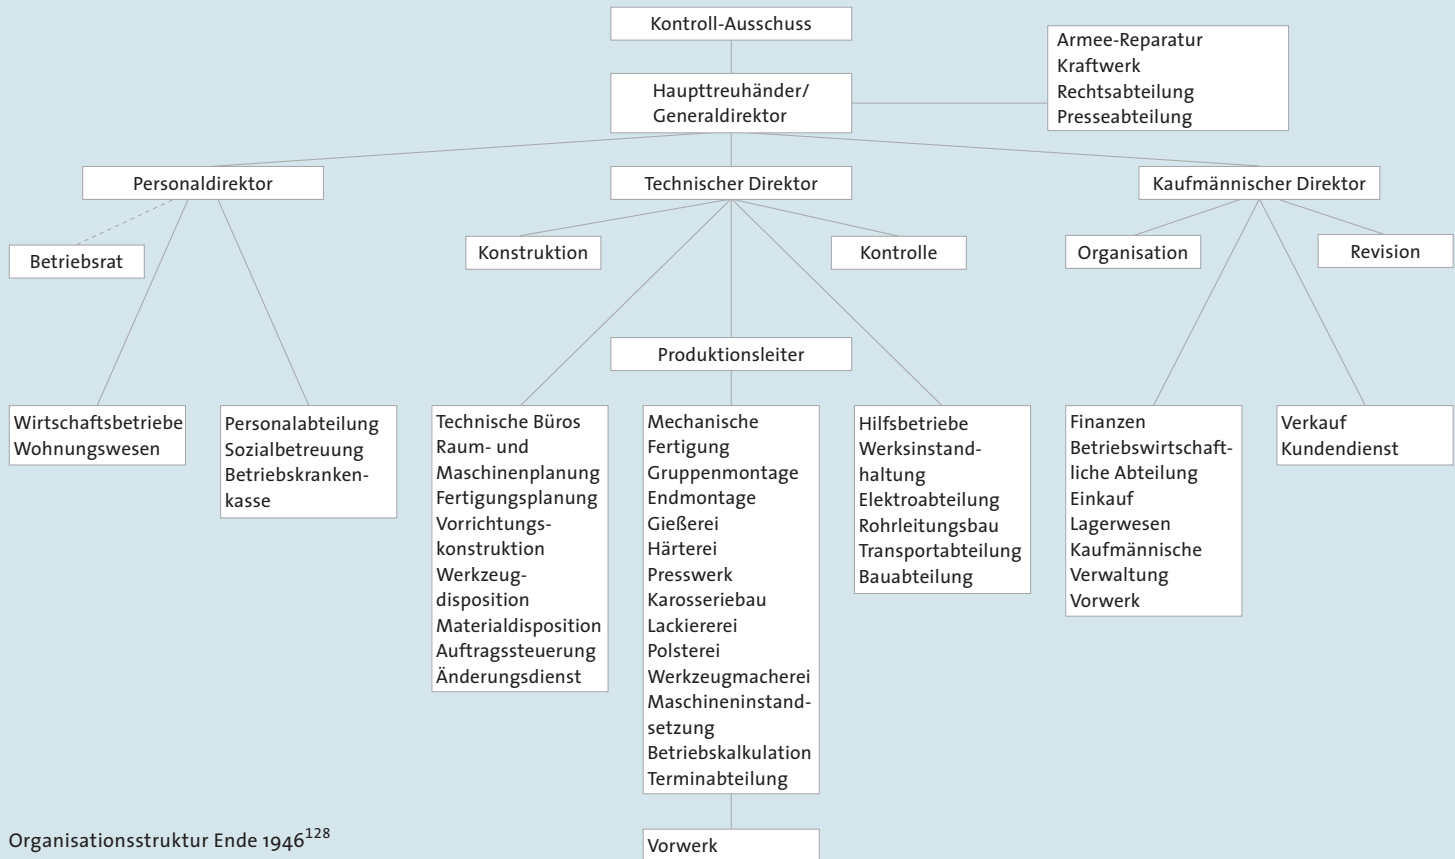 Kontroll-Ausschuss
Haupttreuhänder/
Generaldirektor
Armee-Reparatur
Kraftwerk
Rechtsabteilung
Presseabteilung
Personaldirektor
Technischer Direktor
Kaufmännischer Direktor
Betriebsrat
Konstruktion
Kontrolle
Organisation
Revision
Produktionsleiter
Wirtschaftsbetriebe
Wohnungswesen
Personalabteilung
Sozialbetreuung
Betriebskranken-
kasse
Technische Büros
Raum- und
Maschinenplanung
Fertigungsplanung
Vorrichtungs-
konstruktion
Werkzeug-
disposition
Materialdisposition
Auftragssteuerung
Änderungsdienst
Mechanische
Fertigung
Gruppenmontage
Endmontage
Gießerei
Härterei
Presswerk
Karosseriebau
Lackiererei
Polsterei
Werkzeugmacherei
Maschineninstand-
setzung
Betriebskalkulation
Terminabteilung
Hilfsbetriebe
Werksinstand-
haltung
Elektroabteilung
Rohrleitungsbau
Transportabteilung
Bauabteilung
Finanzen
Betriebswirtschaft-
liche Abteilung
Einkauf
Lagerwesen
Kaufmännische
Verwaltung
Vorwerk
Verkauf
Kundendienst
Vorwerk
Organisationsstruktur Ende 1946128